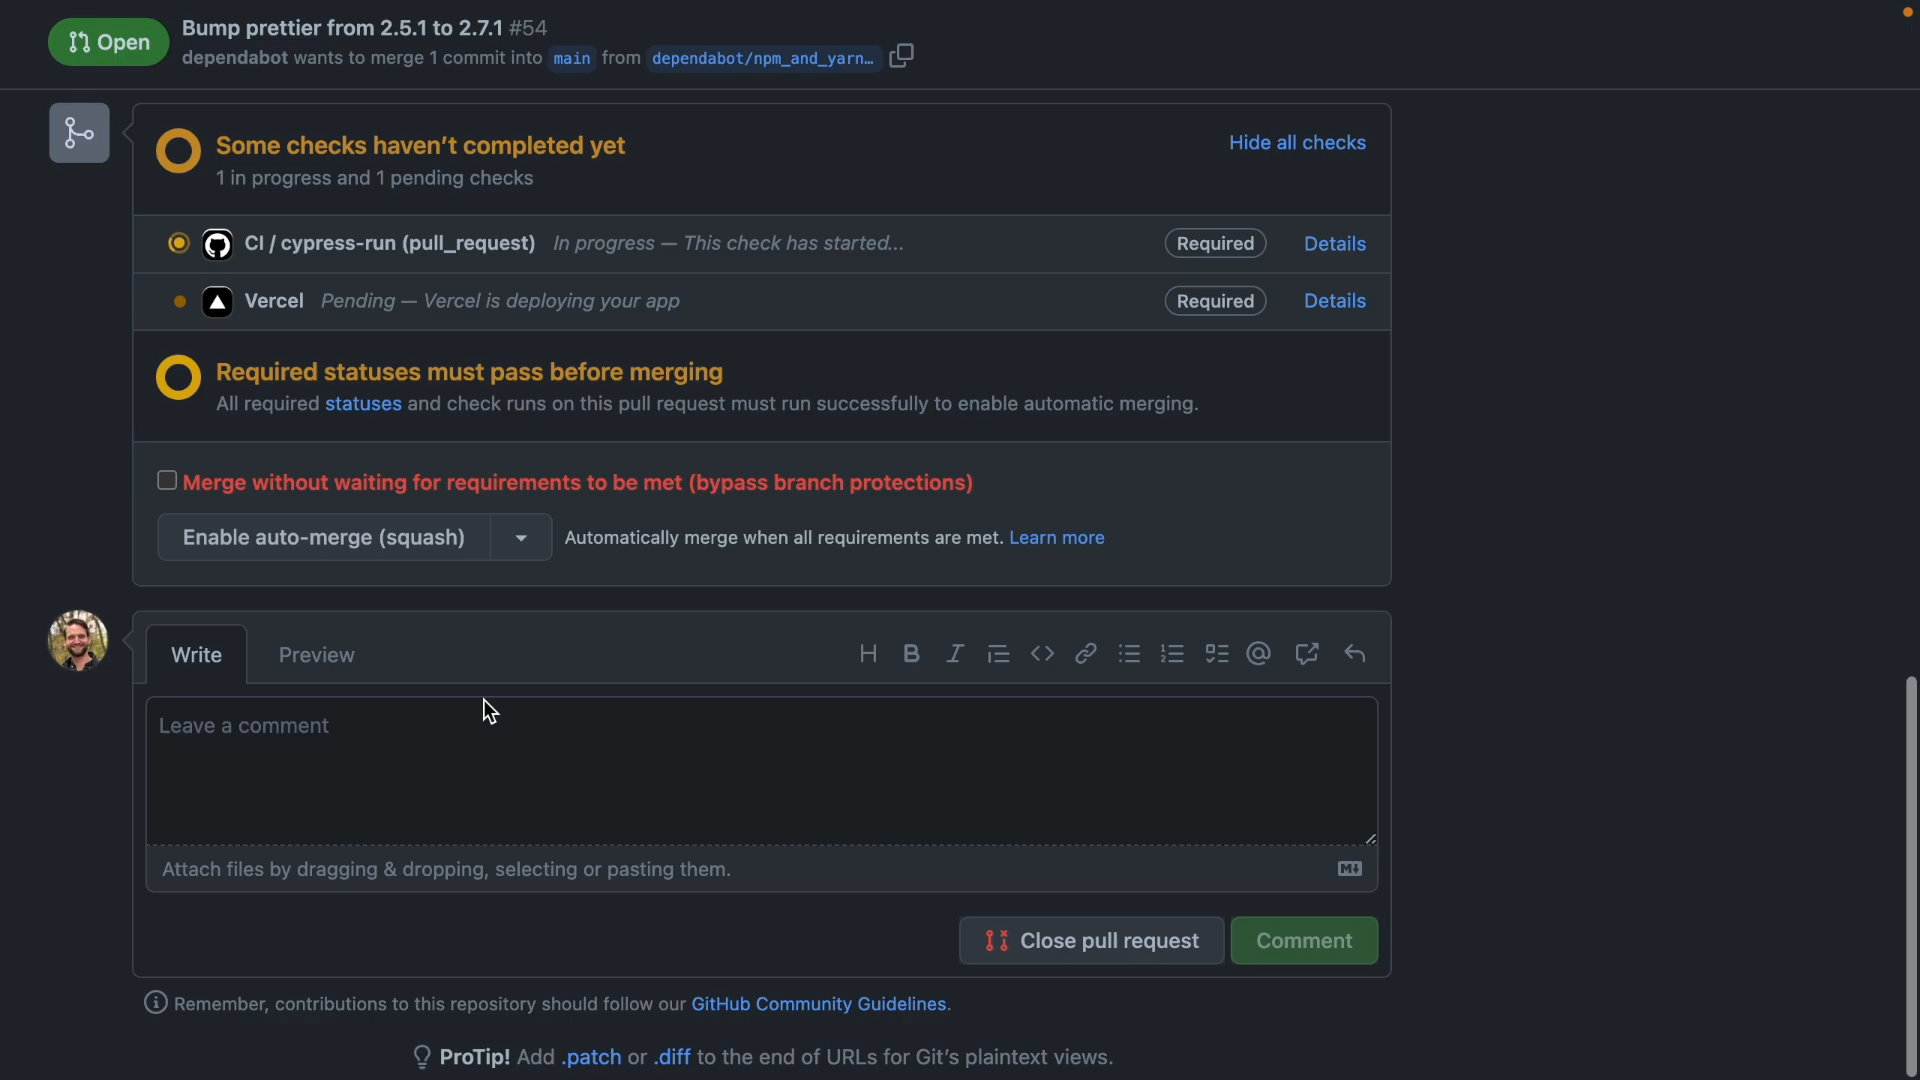 Open
Bump prettier from 2.5.1 to 2.7.1 #54
dependabot wants to merge 1 commit into main from dependabot/npm_and_yarn…
Some checks haven't completed yet
1 in progress and 1 pending checks
Hide all checks
CI / cypress-run (pull_request) In progress — This check has started... Required Details
Vercel Pending — Vercel is deploying your app Required Details
Required statuses must pass before merging
All required statuses and check runs on this pull request must run successfully to enable automatic merging.
Merge without waiting for requirements to be met (bypass branch protections)
Enable auto-merge (squash) Automatically merge when all requirements are met. Learn more
Write Preview
Leave a comment
Attach files by dragging & dropping, selecting or pasting them.
Close pull request Comment
Remember, contributions to this repository should follow our GitHub Community Guidelines.
ProTip! Add .patch or .diff to the end of URLs for Git's plaintext views.